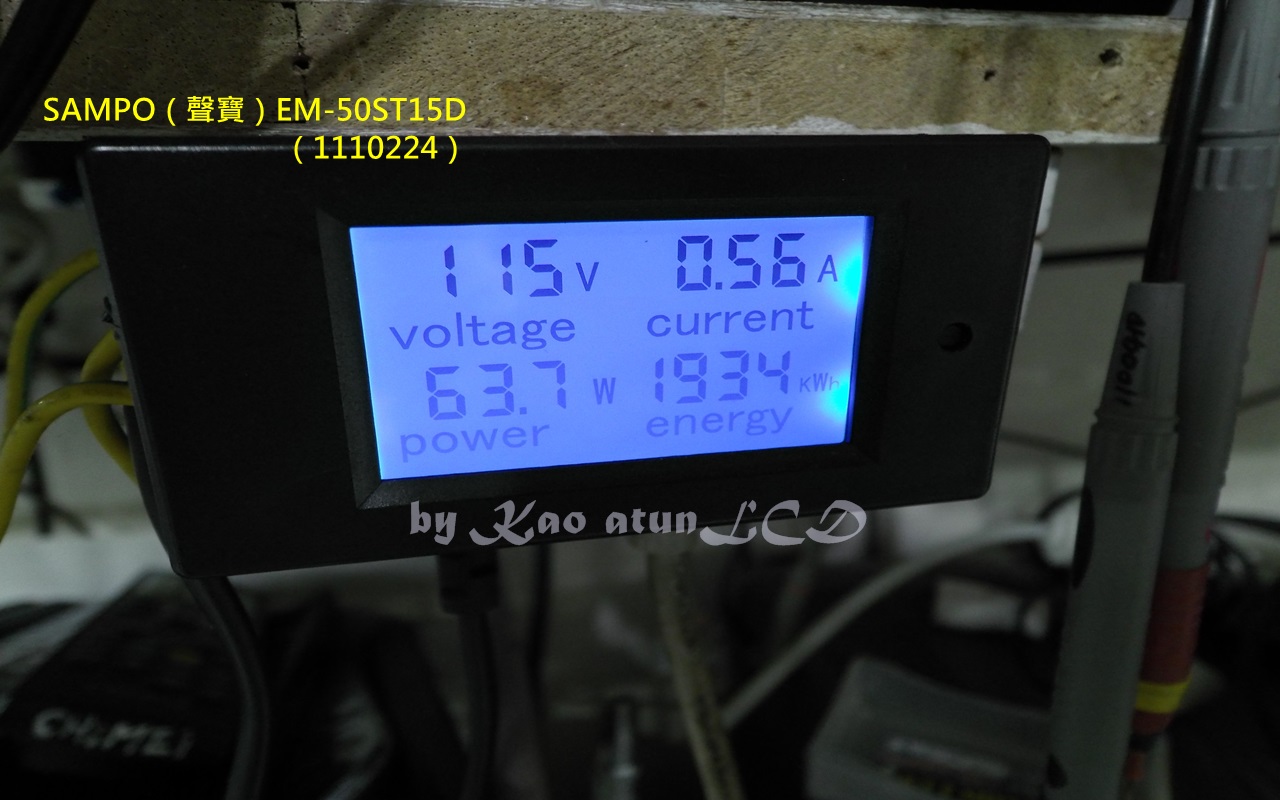 SAMPO（聲寶）EM-50ST15D
（1110224）
115 V 0.56 A
voltage current
63.7 W 1934 KWh
power energy
by Kao atunLCD
CHIMEI